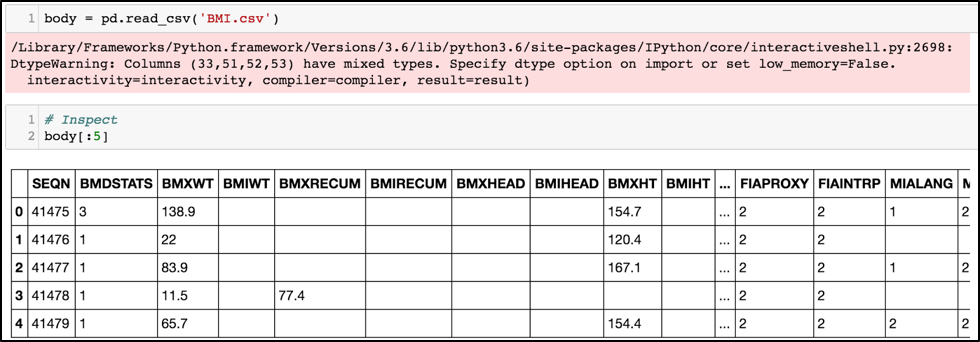 1 body = pd.read_csv('BMI.csv')
/Library/Frameworks/Python.framework/Versions/3.6/lib/python3.6/site-packages/IPython/core/interactiveshell.py:2698:
DtypeWarning: Columns (33,51,52,53) have mixed types. Specify dtype option on import or set low_memory=False.
interactivity=interactivity, compiler=compiler, result=result)
1 # Inspect
2 body[:5]
SEQN BMDSTATS BMXWT BMIWT BMXRECUM BMIRECUM BMXHEAD BMIHEAD BMXHT BMIHT ... FIAPROXY FIAINTRP MIALANG
0 41475 3 138.9 154.7 ... 2 2 1 2
1 41476 1 22 120.4 ... 2 2
2 41477 1 83.9 167.1 ... 2 2 1 2
3 41478 1 11.5 77.4 ... 2 2
4 41479 1 65.7 154.4 ... 2 2 2 2